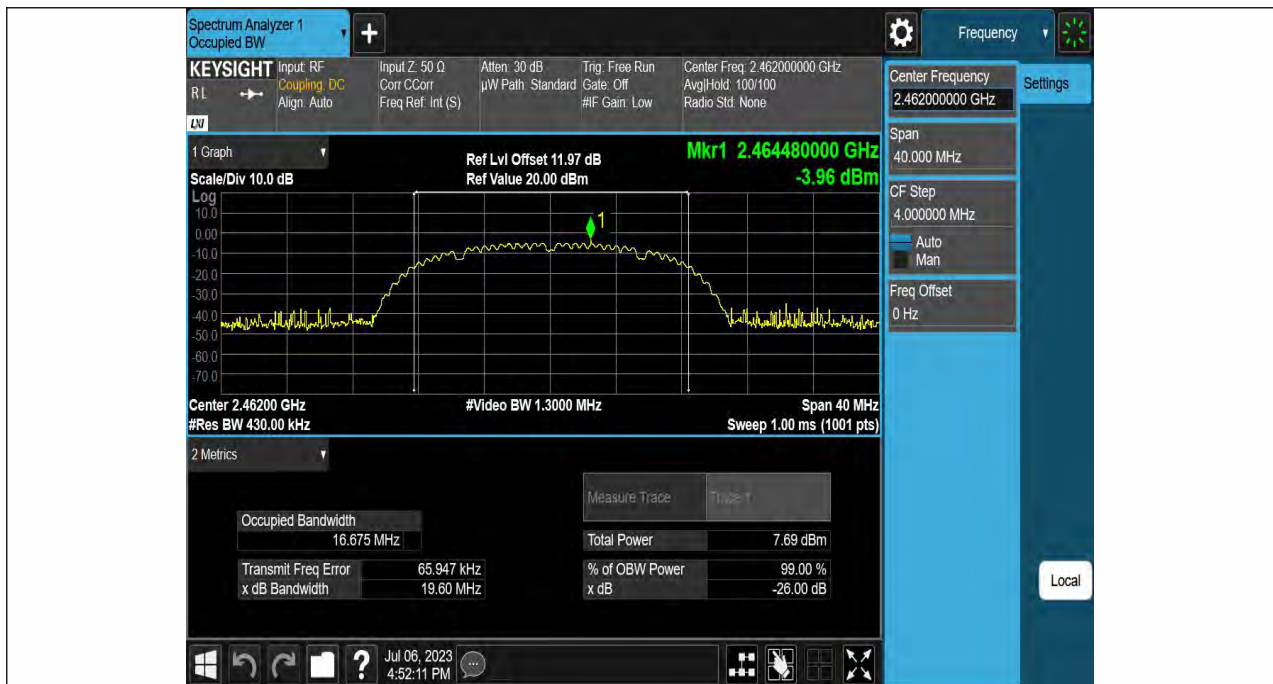 Spectrum Analyzer 1
Occupied BW
+
Frequency
KEYSIGHT
R L
LXI
Input: RF
Coupling: DC
Align: Auto
Input Z: 50 Ω
Corr CCorr
Freq Ref: Int (S)
Atten: 30 dB
µW Path: Standard
Trig: Free Run
Gate: Off
#IF Gain: Low
Center Freq: 2.462000000 GHz
Avg|Hold: 100/100
Radio Std: None
Center Frequency
2.462000000 GHz
Settings
Span
40.000 MHz
CF Step
4.000000 MHz
Auto
Man
Freq Offset
0 Hz
Local
1 Graph
Scale/Div 10.0 dB
Ref Lvl Offset 11.97 dB
Ref Value 20.00 dBm
Mkr1 2.464480000 GHz
-3.96 dBm
Log
10.0
0.00
-10.0
-20.0
-30.0
-40.0
-50.0
-60.0
-70.0
1
Center 2.46200 GHz
#Video BW 1.3000 MHz
Span 40 MHz
#Res BW 430.00 kHz
Sweep 1.00 ms (1001 pts)
2 Metrics
Measure Trace
Trace 1
Occupied Bandwidth
16.675 MHz
Total Power
7.69 dBm
Transmit Freq Error
65.947 kHz
% of OBW Power
99.00 %
x dB Bandwidth
19.60 MHz
x dB
-26.00 dB
?
Jul 06, 2023
4:52:11 PM